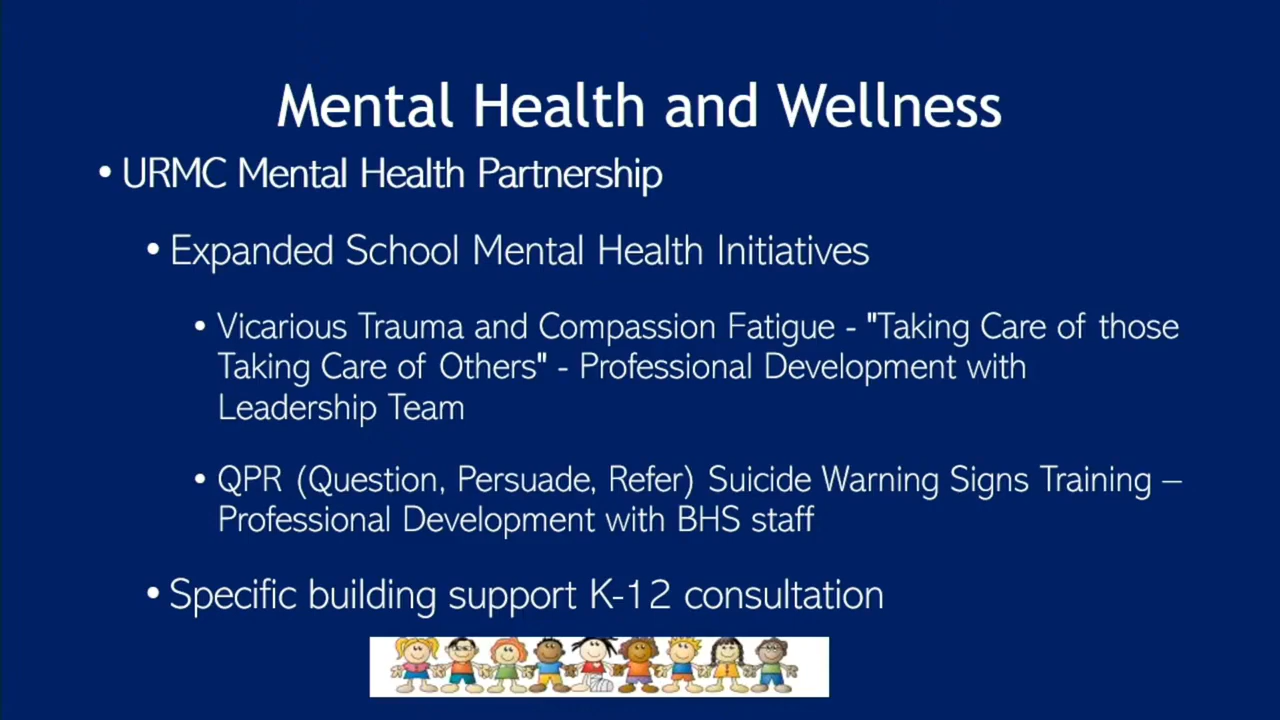 Mental Health and Wellness
• URMC Mental Health Partnership
• Expanded School Mental Health Initiatives
• Vicarious Trauma and Compassion Fatigue - "Taking Care of those
Taking Care of Others" - Professional Development with
Leadership Team
• QPR (Question, Persuade, Refer) Suicide Warning Signs Training –
Professional Development with BHS staff
• Specific building support K-12 consultation